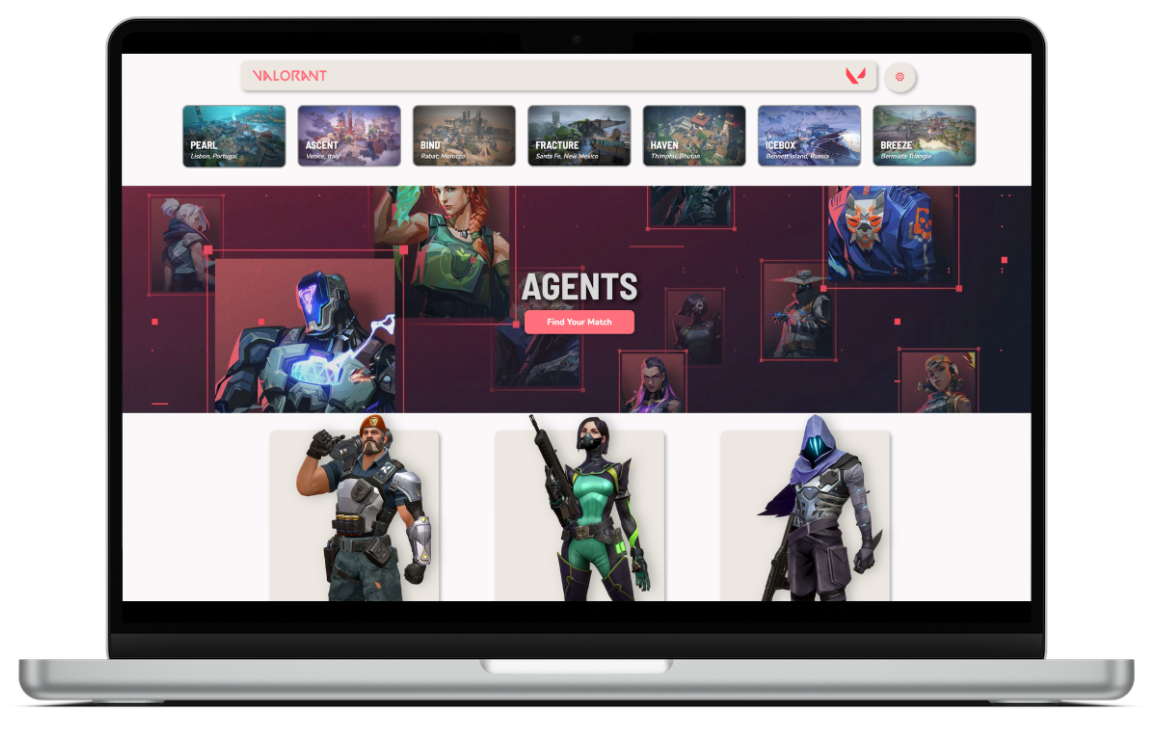 VALORANT
PEARL
Lisbon, Portugal
ASCENT
Venice, Italy
BIND
Rabat, Morocco
FRACTURE
Santa Fe, New Mexico
HAVEN
Thimphu, Bhutan
ICEBOX
Bennett Island, Russia
BREEZE
Bermuda Triangle
AGENTS
Find Your Match